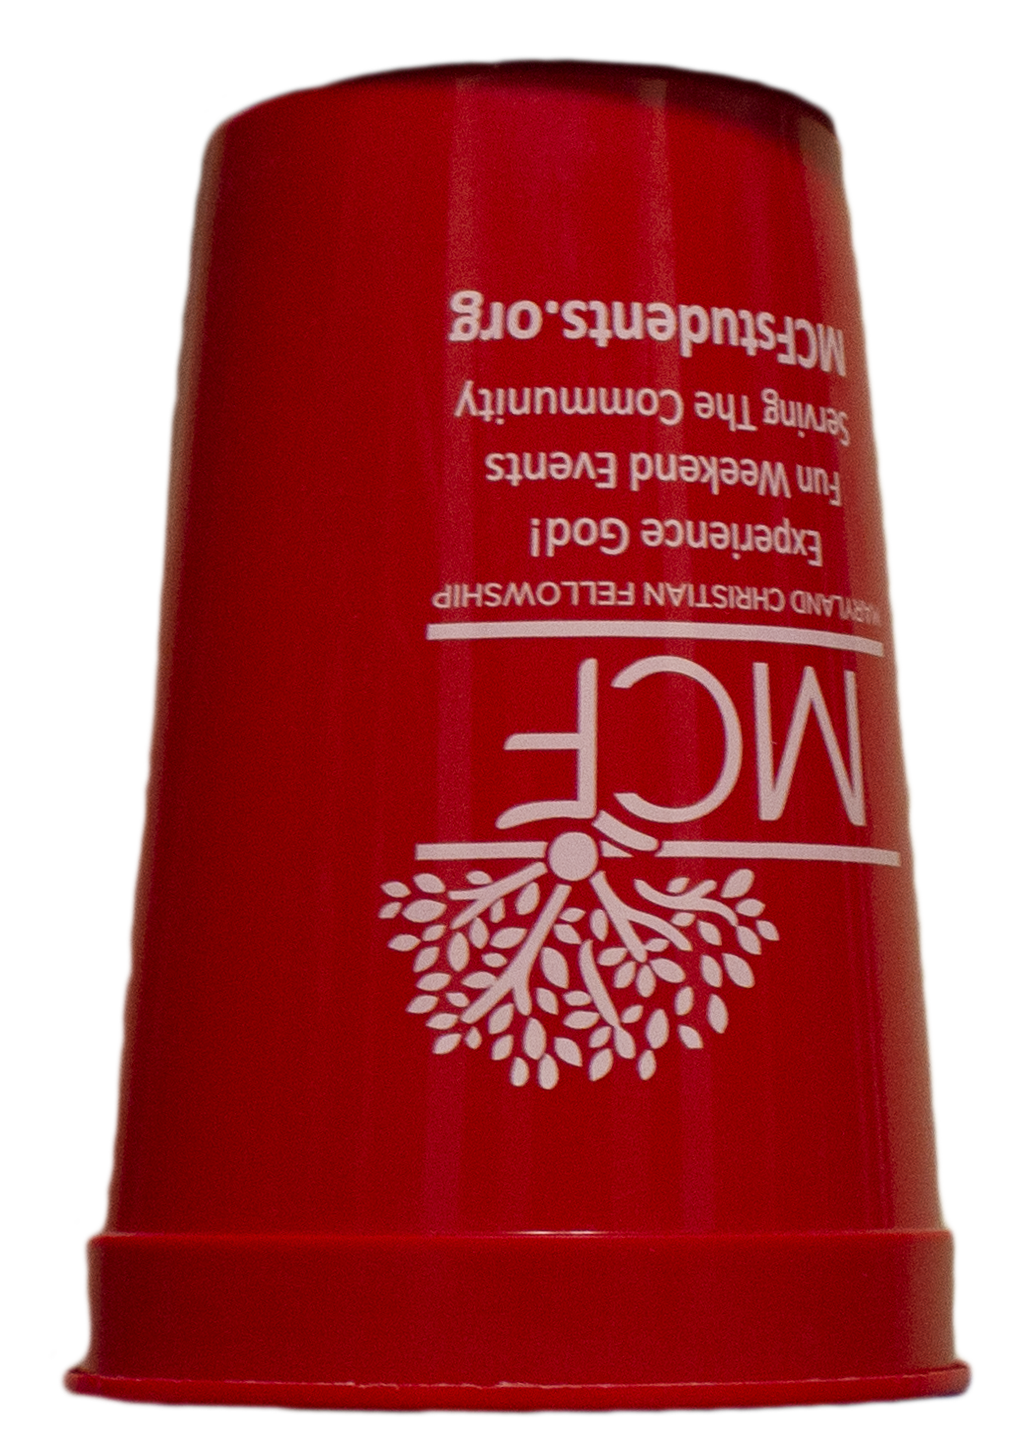 MCF
MARYLAND CHRISTIAN FELLOWSHIP
Experience God!
Fun Weekend Events
Serving The Community
MCFstudents.org